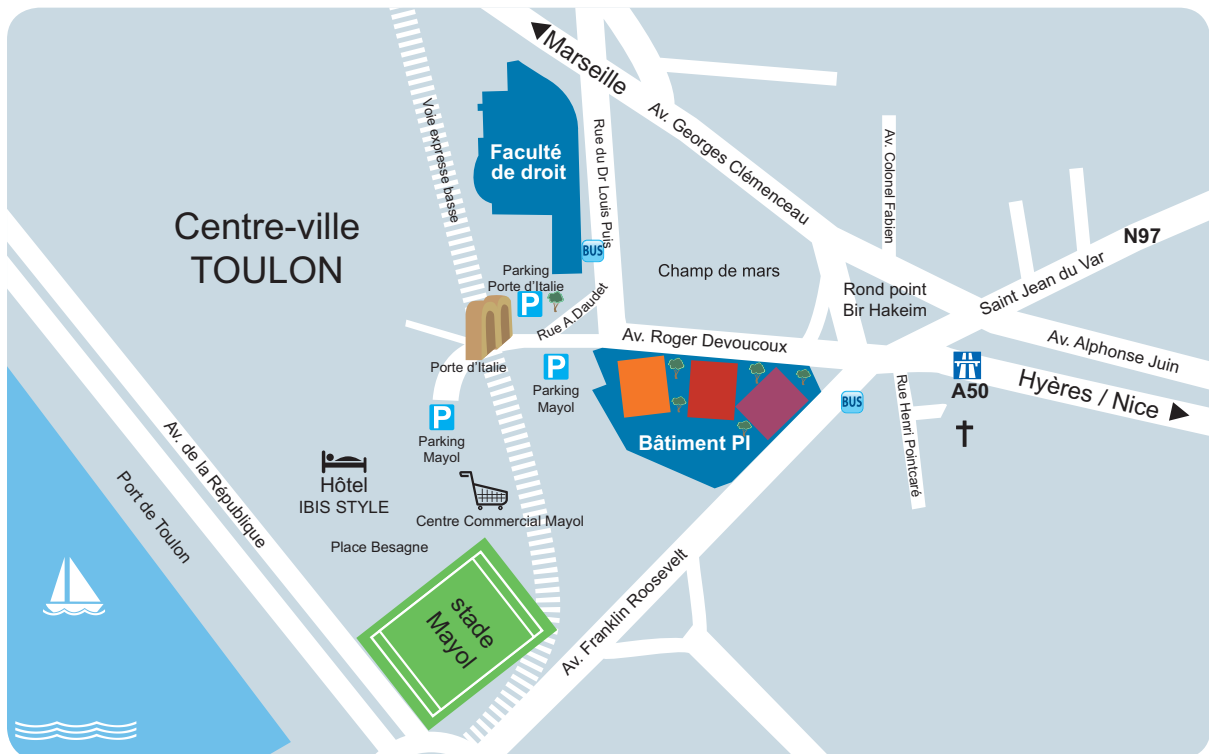 Marseille
Voie expresse basse
Faculté
de droit
Rue du Dr Louis Puis
Av. Georges Clémenceau
Av. Colonel Fabien
N97
Centre-ville
TOULON
BUS
Saint Jean du Var
Parking
Porte d'Italie
P
Champ de mars
Rond point
Bir Hakeim
Rue A.Daudet
Av. Roger Devoucoux
Av. Alphonse Juin
Porte d'Italie
P
Parking
Mayol
A50
Hyères / Nice
BUS
Rue Henri Pointcaré
P
Parking
Mayol
Bâtiment PI
Av. de la République
Port de Toulon
Hôtel
IBIS STYLE
Centre Commercial Mayol
Place Besagne
stade
Mayol
Av. Franklin Roosevelt